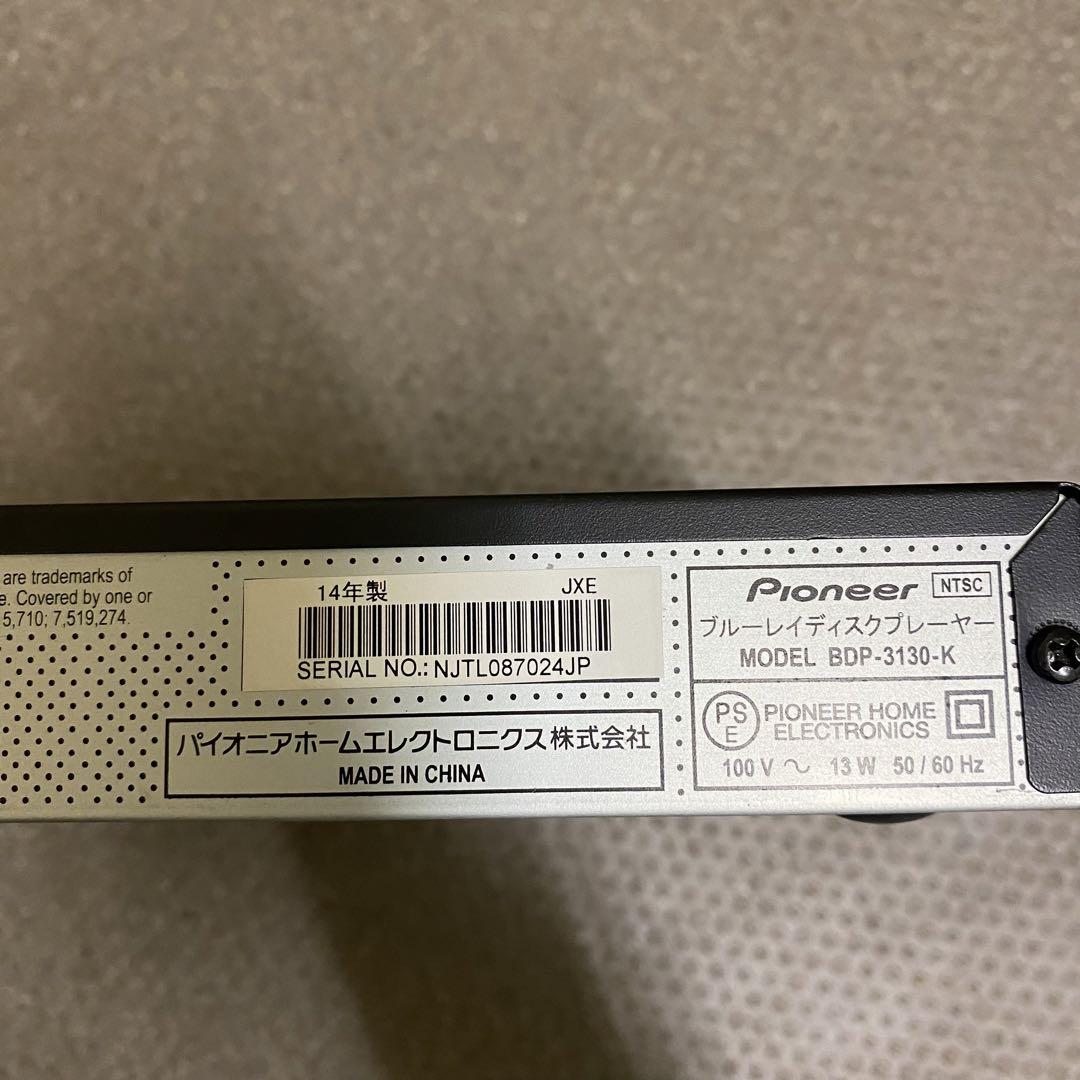 are trademarks of
e. Covered by one or
5,710; 7,519,274.
14年製 JXE
SERIAL NO.: NJTL087024JP
パイオニアホームエレクトロニクス株式会社
MADE IN CHINA
Pioneer NTSC
ブルーレイディスクプレーヤー
MODEL BDP-3130-K
PS
E
PIONEER HOME
ELECTRONICS
100 V ～ 13 W 50 / 60 Hz